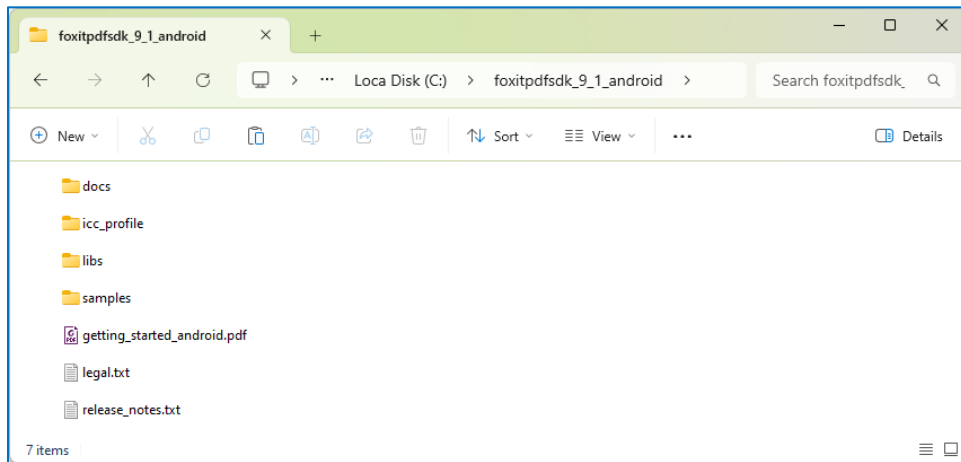 foxitpdfsdk_9_1_android
Loca Disk (C:) foxitpdfsdk_9_1_android Search foxitpdfsdk_
New Sort View Details
docs
icc_profile
libs
samples
getting_started_android.pdf
legal.txt
release_notes.txt
7 items